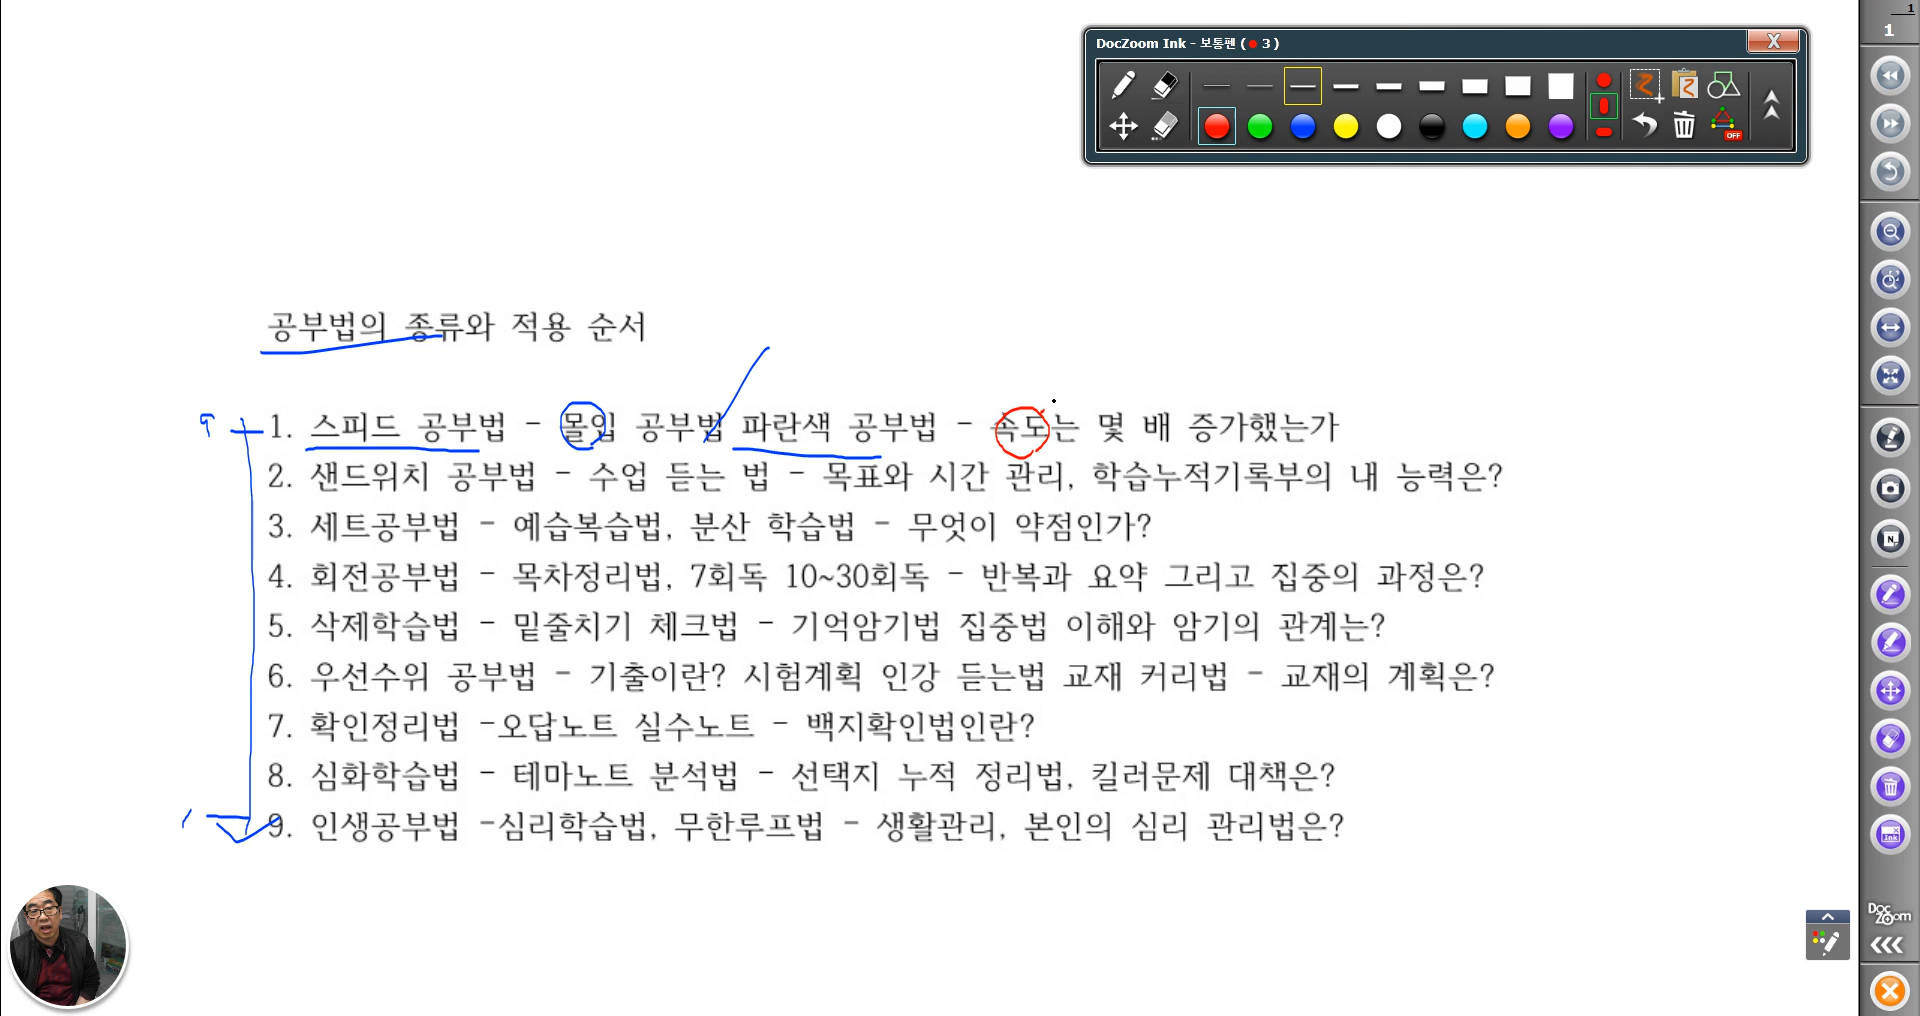 1
1
DocZoom Ink - 보통펜 ( 3 )
X
OFF
공부법의 종류와 적용 순서
9
1. 스피드 공부법 - 몰입 공부법 파란색 공부법 - 속도는 몇 배 증가했는가
2. 샌드위치 공부법 - 수업 듣는 법 - 목표와 시간 관리, 학습누적기록부의 내 능력은?
3. 세트공부법 - 예습복습법, 분산 학습법 - 무엇이 약점인가?
4. 회전공부법 - 목차정리법, 7회독 10~30회독 - 반복과 요약 그리고 집중의 과정은?
5. 삭제학습법 - 밑줄치기 체크법 - 기억암기법 집중법 이해와 암기의 관계는?
6. 우선수위 공부법 - 기출이란? 시험계획 인강 듣는법 교재 커리법 - 교재의 계획은?
7. 확인정리법 -오답노트 실수노트 - 백지확인법인란?
8. 심화학습법 - 테마노트 분석법 - 선택지 누적 정리법, 킬러문제 대책은?
9. 인생공부법 -심리학습법, 무한루프법 - 생활관리, 본인의 심리 관리법은?
N
Ink
Doc Zoom